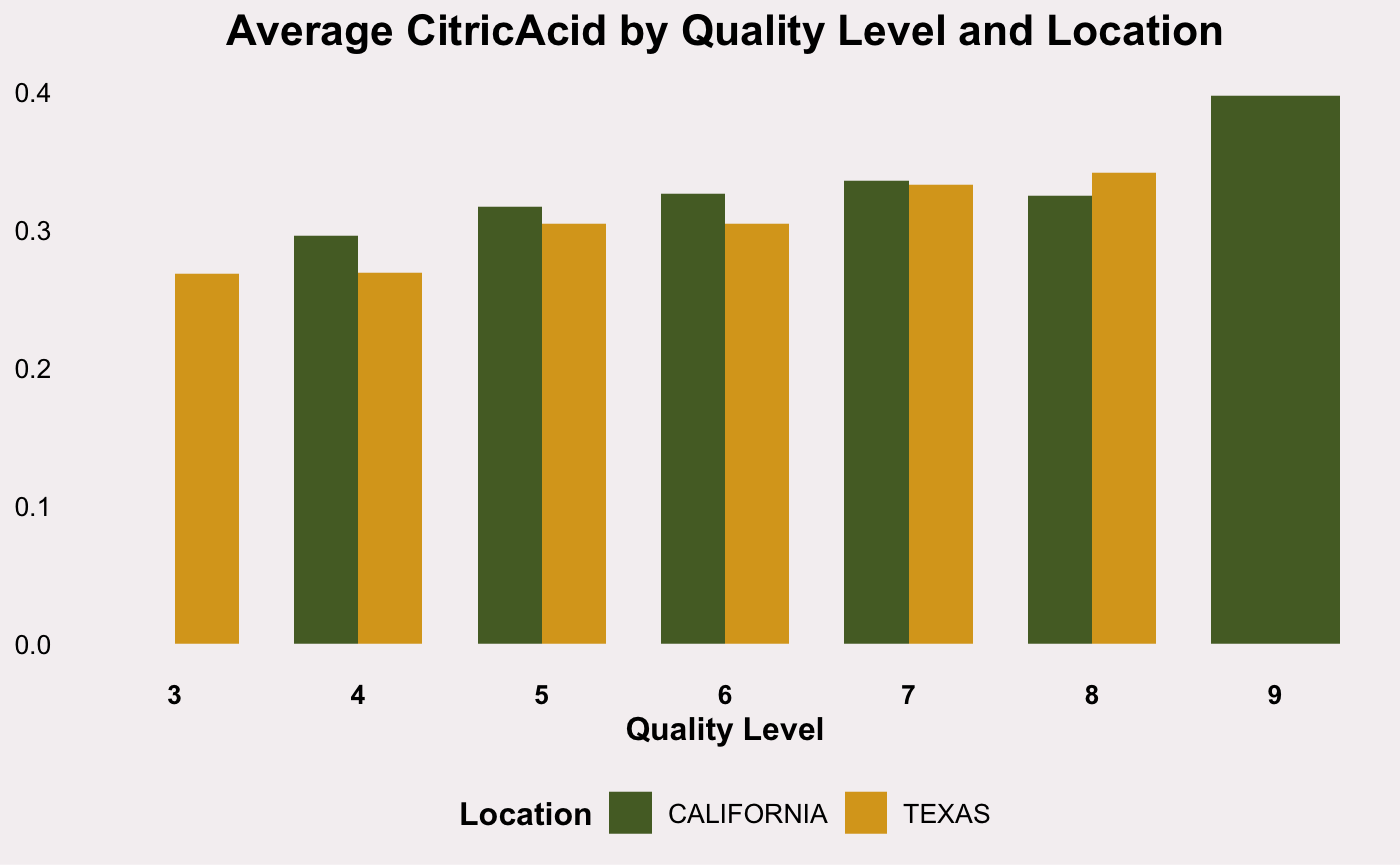 Average CitricAcid by Quality Level and Location
0.4
0.3
0.2
0.1
0.0
3 4 5 6 7 8 9
Quality Level
Location CALIFORNIA TEXAS